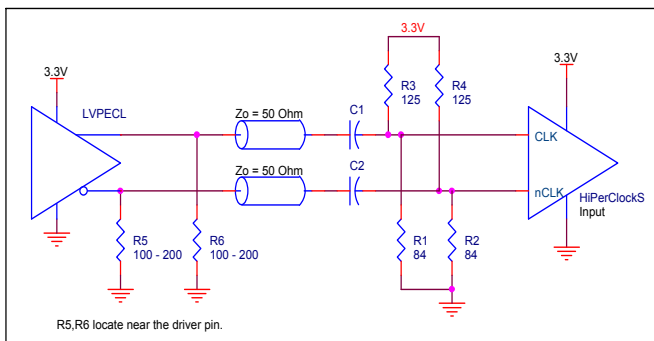 3.3V
3.3V
3.3V
R3
125
R4
125
LVPECL
Zo = 50 Ohm
C1
CLK
Zo = 50 Ohm
C2
nCLK
HiPerClockS
Input
R5
100 - 200
R6
100 - 200
R1
84
R2
84
R5,R6 locate near the driver pin.